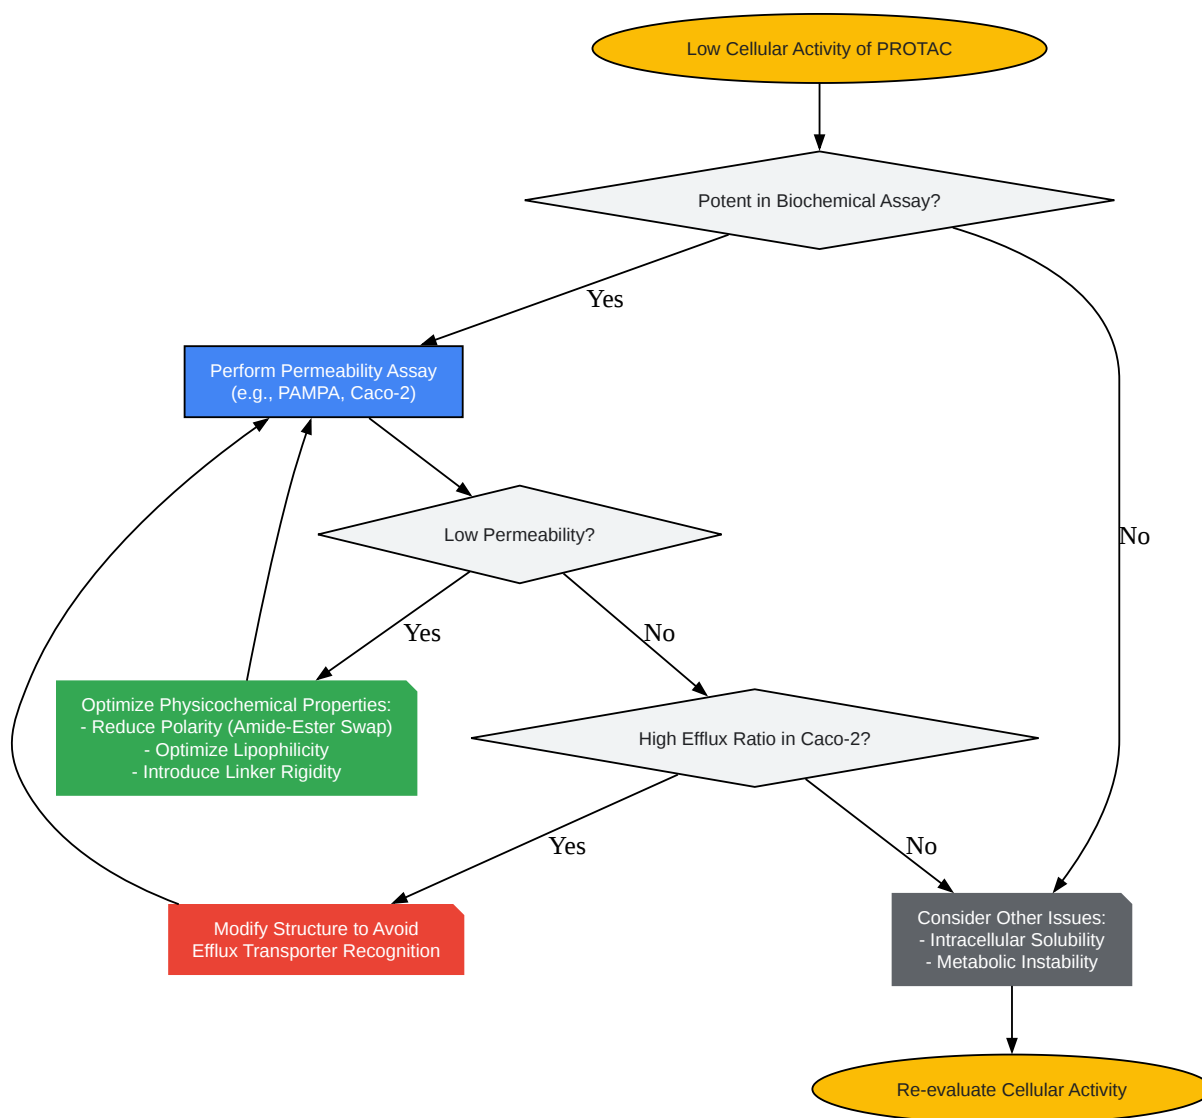 Low Cellular Activity of PROTAC
Potent in Biochemical Assay?
Yes
Perform Permeability Assay
(e.g., PAMPA, Caco-2)
Low Permeability?
No
Yes
No
Optimize Physicochemical Properties:
- Reduce Polarity (Amide-Ester Swap)
- Optimize Lipophilicity
- Introduce Linker Rigidity
High Efflux Ratio in Caco-2?
Yes
No
Modify Structure to Avoid
Efflux Transporter Recognition
Consider Other Issues:
- Intracellular Solubility
- Metabolic Instability
Re-evaluate Cellular Activity